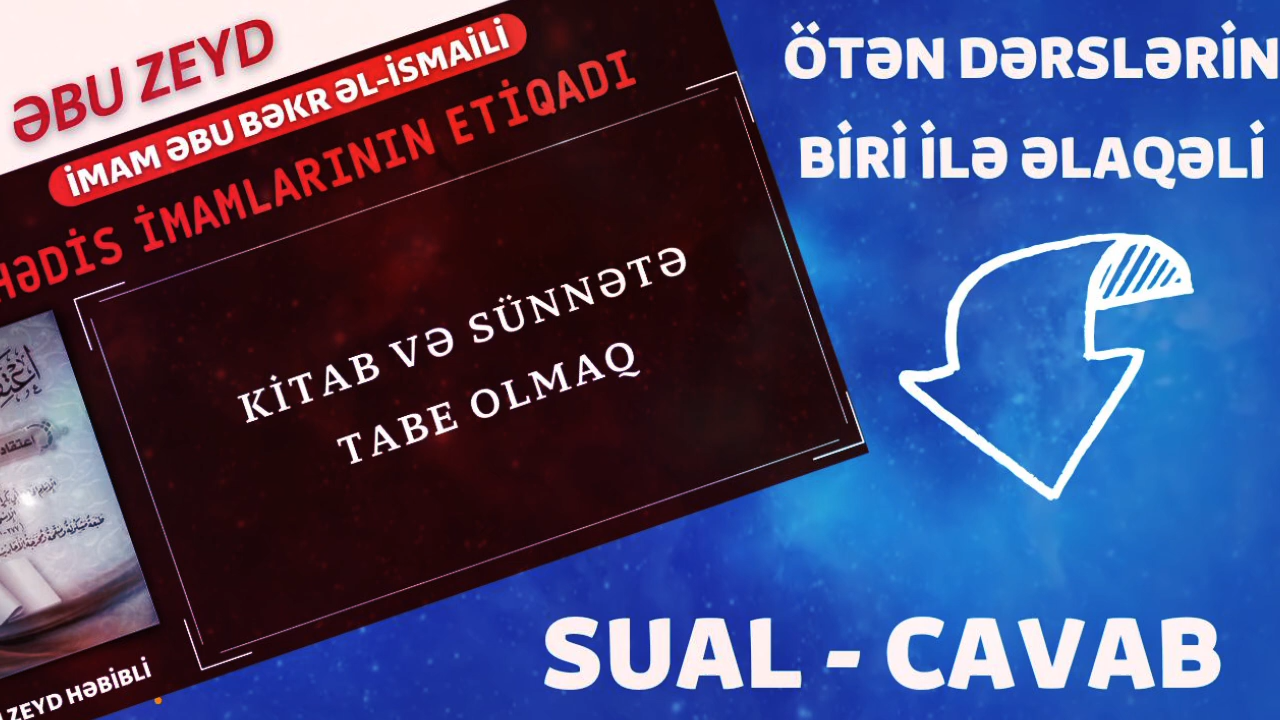 ƏBU ZEYD
İMAM ƏBU BƏKR ƏL-İSMAİLİ
HƏDİS İMAMLARININ ETİQADI
KİTAB VƏ SÜNNƏTƏ
TABE OLMAQ
ZEYD HƏBİBLİ
ÖTƏN DƏRSLƏRİN
BİRİ İLƏ ƏLAQƏLİ
SUAL - CAVAB